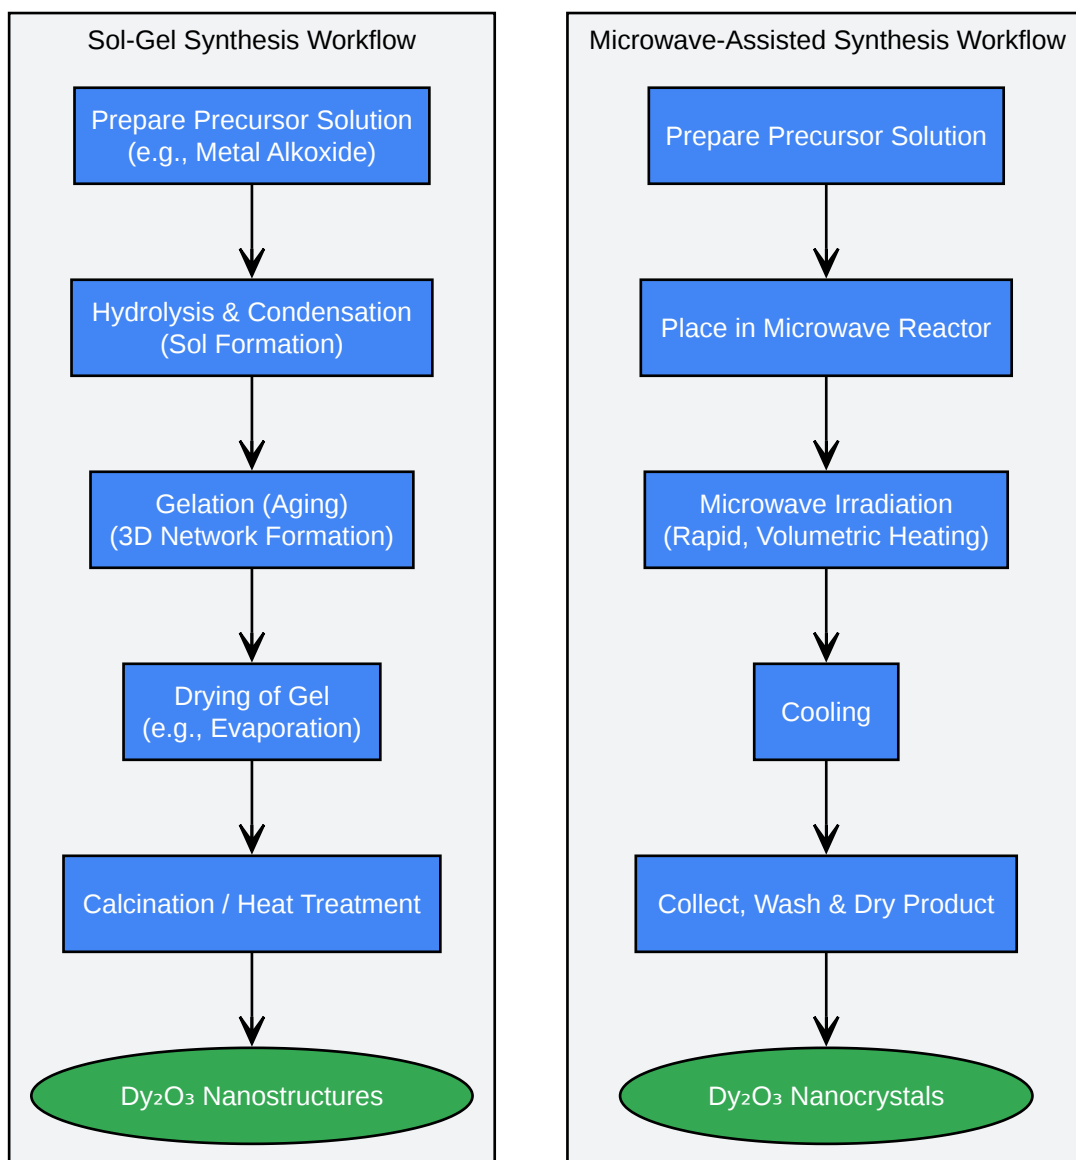 Sol-Gel Synthesis Workflow
Prepare Precursor Solution
(e.g., Metal Alkoxide)
Hydrolysis & Condensation
(Sol Formation)
Gelation (Aging)
(3D Network Formation)
Drying of Gel
(e.g., Evaporation)
Calcination / Heat Treatment
Dy₂O₃ Nanostructures
Microwave-Assisted Synthesis Workflow
Prepare Precursor Solution
Place in Microwave Reactor
Microwave Irradiation
(Rapid, Volumetric Heating)
Cooling
Collect, Wash & Dry Product
Dy₂O₃ Nanocrystals